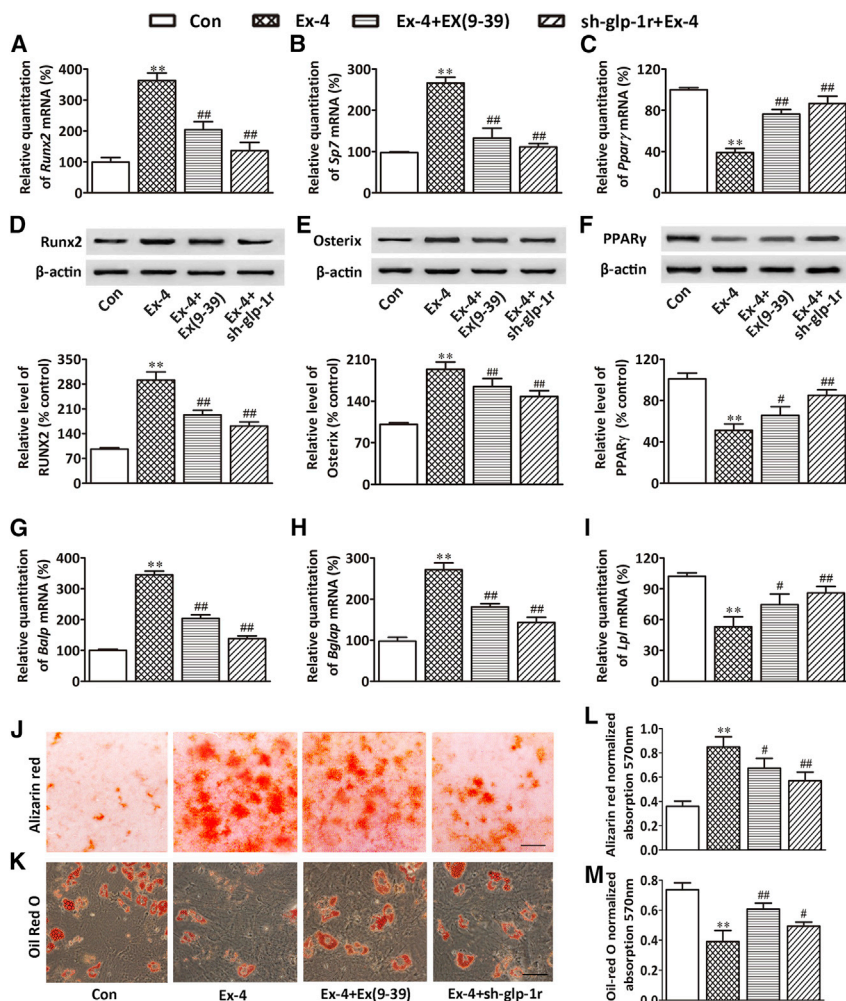 Con Ex-4 Ex-4+EX(9-39) sh-glp-1r+Ex-4
A
Relative quantitation
of Runx2 mRNA (%)
400
300
200
100
0
**
##
##
B
Relative quantitation
of Sp7 mRNA (%)
300
200
100
0
**
##
##
C
Relative quantitation
of Pparγ mRNA (%)
120
80
40
0
**
##
##
D
Runx2
β-actin
Con Ex-4 Ex-4+ Ex-4+
Ex(9-39) sh-glp-1r
Relative level of
RUNX2 (% control)
350
280
210
140
70
0
**
##
##
E
Osterix
β-actin
Con Ex-4 Ex-4+ Ex-4+
Ex(9-39) sh-glp-1r
Relative level of
Osterix (% control)
210
140
70
0
**
##
##
F
PPARγ
β-actin
Con Ex-4 Ex-4+ Ex-4+
Ex(9-39) sh-glp-1r
Relative level of
PPARγ (% control)
120
80
40
0
**
#
##
G
Relative quantitation
of Balp mRNA (%)
400
300
200
100
0
**
##
##
H
Relative quantitation
of Bglap mRNA (%)
300
200
100
0
**
##
##
I
Relative quantitation
of Lpl mRNA (%)
120
90
60
30
0
**
#
##
J
Alizarin red
K
Oil Red O
Con Ex-4 Ex-4+Ex(9-39) Ex-4+sh-glp-1r
L
Alizarin red normalized
absorption 570nm
1.0
0.8
0.6
0.4
0.2
0.0
**
#
##
M
Oil-red O normalized
absorption 570nm
0.8
0.6
0.4
0.2
0.0
**
##
#